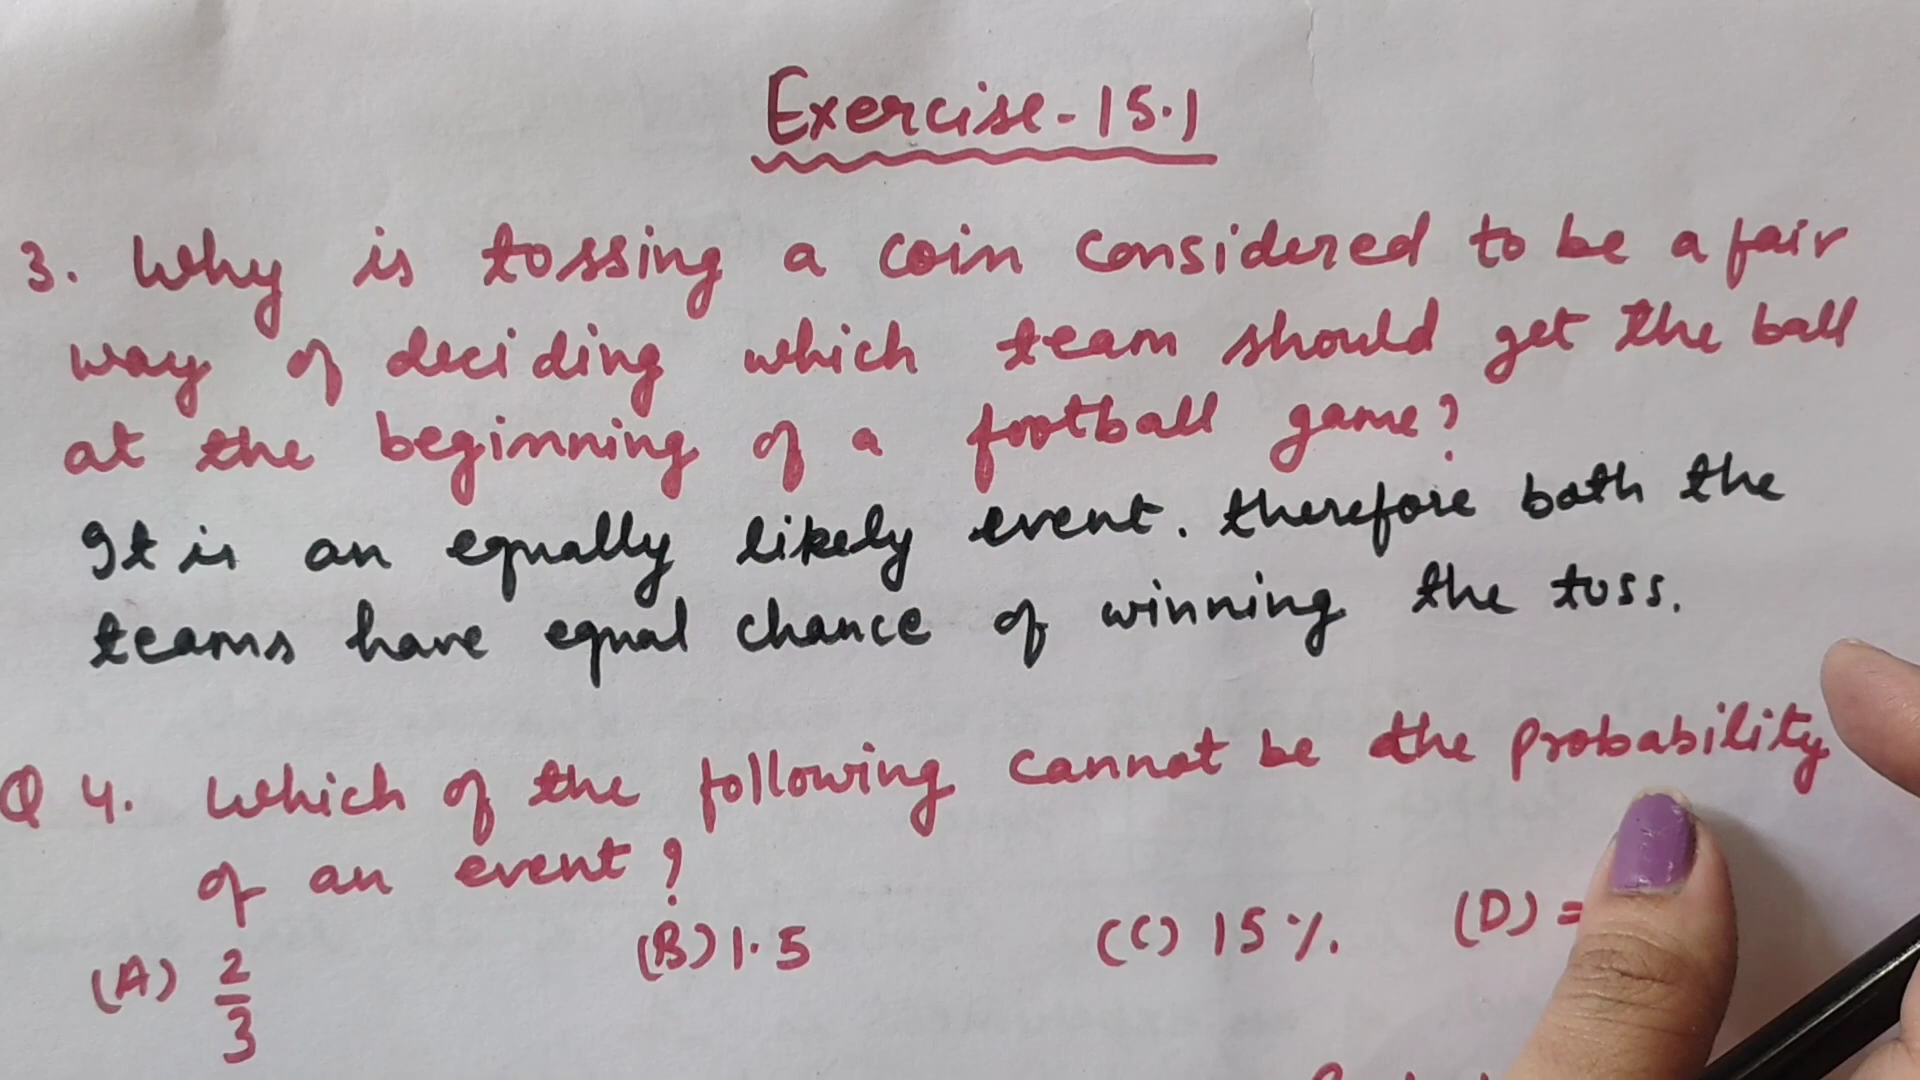 Exercise-15.1
3. Why is tossing a coin considered to be a fair
way of deciding which team should get the ball
at the beginning of a football game?
It is an equally likely event. therefore both the
teams have equal chance of winning the toss.
Q 4. Which of the following cannot be the probability
of an event?
(A) 2/3 (B) 1.5 (C) 15%. (D) =